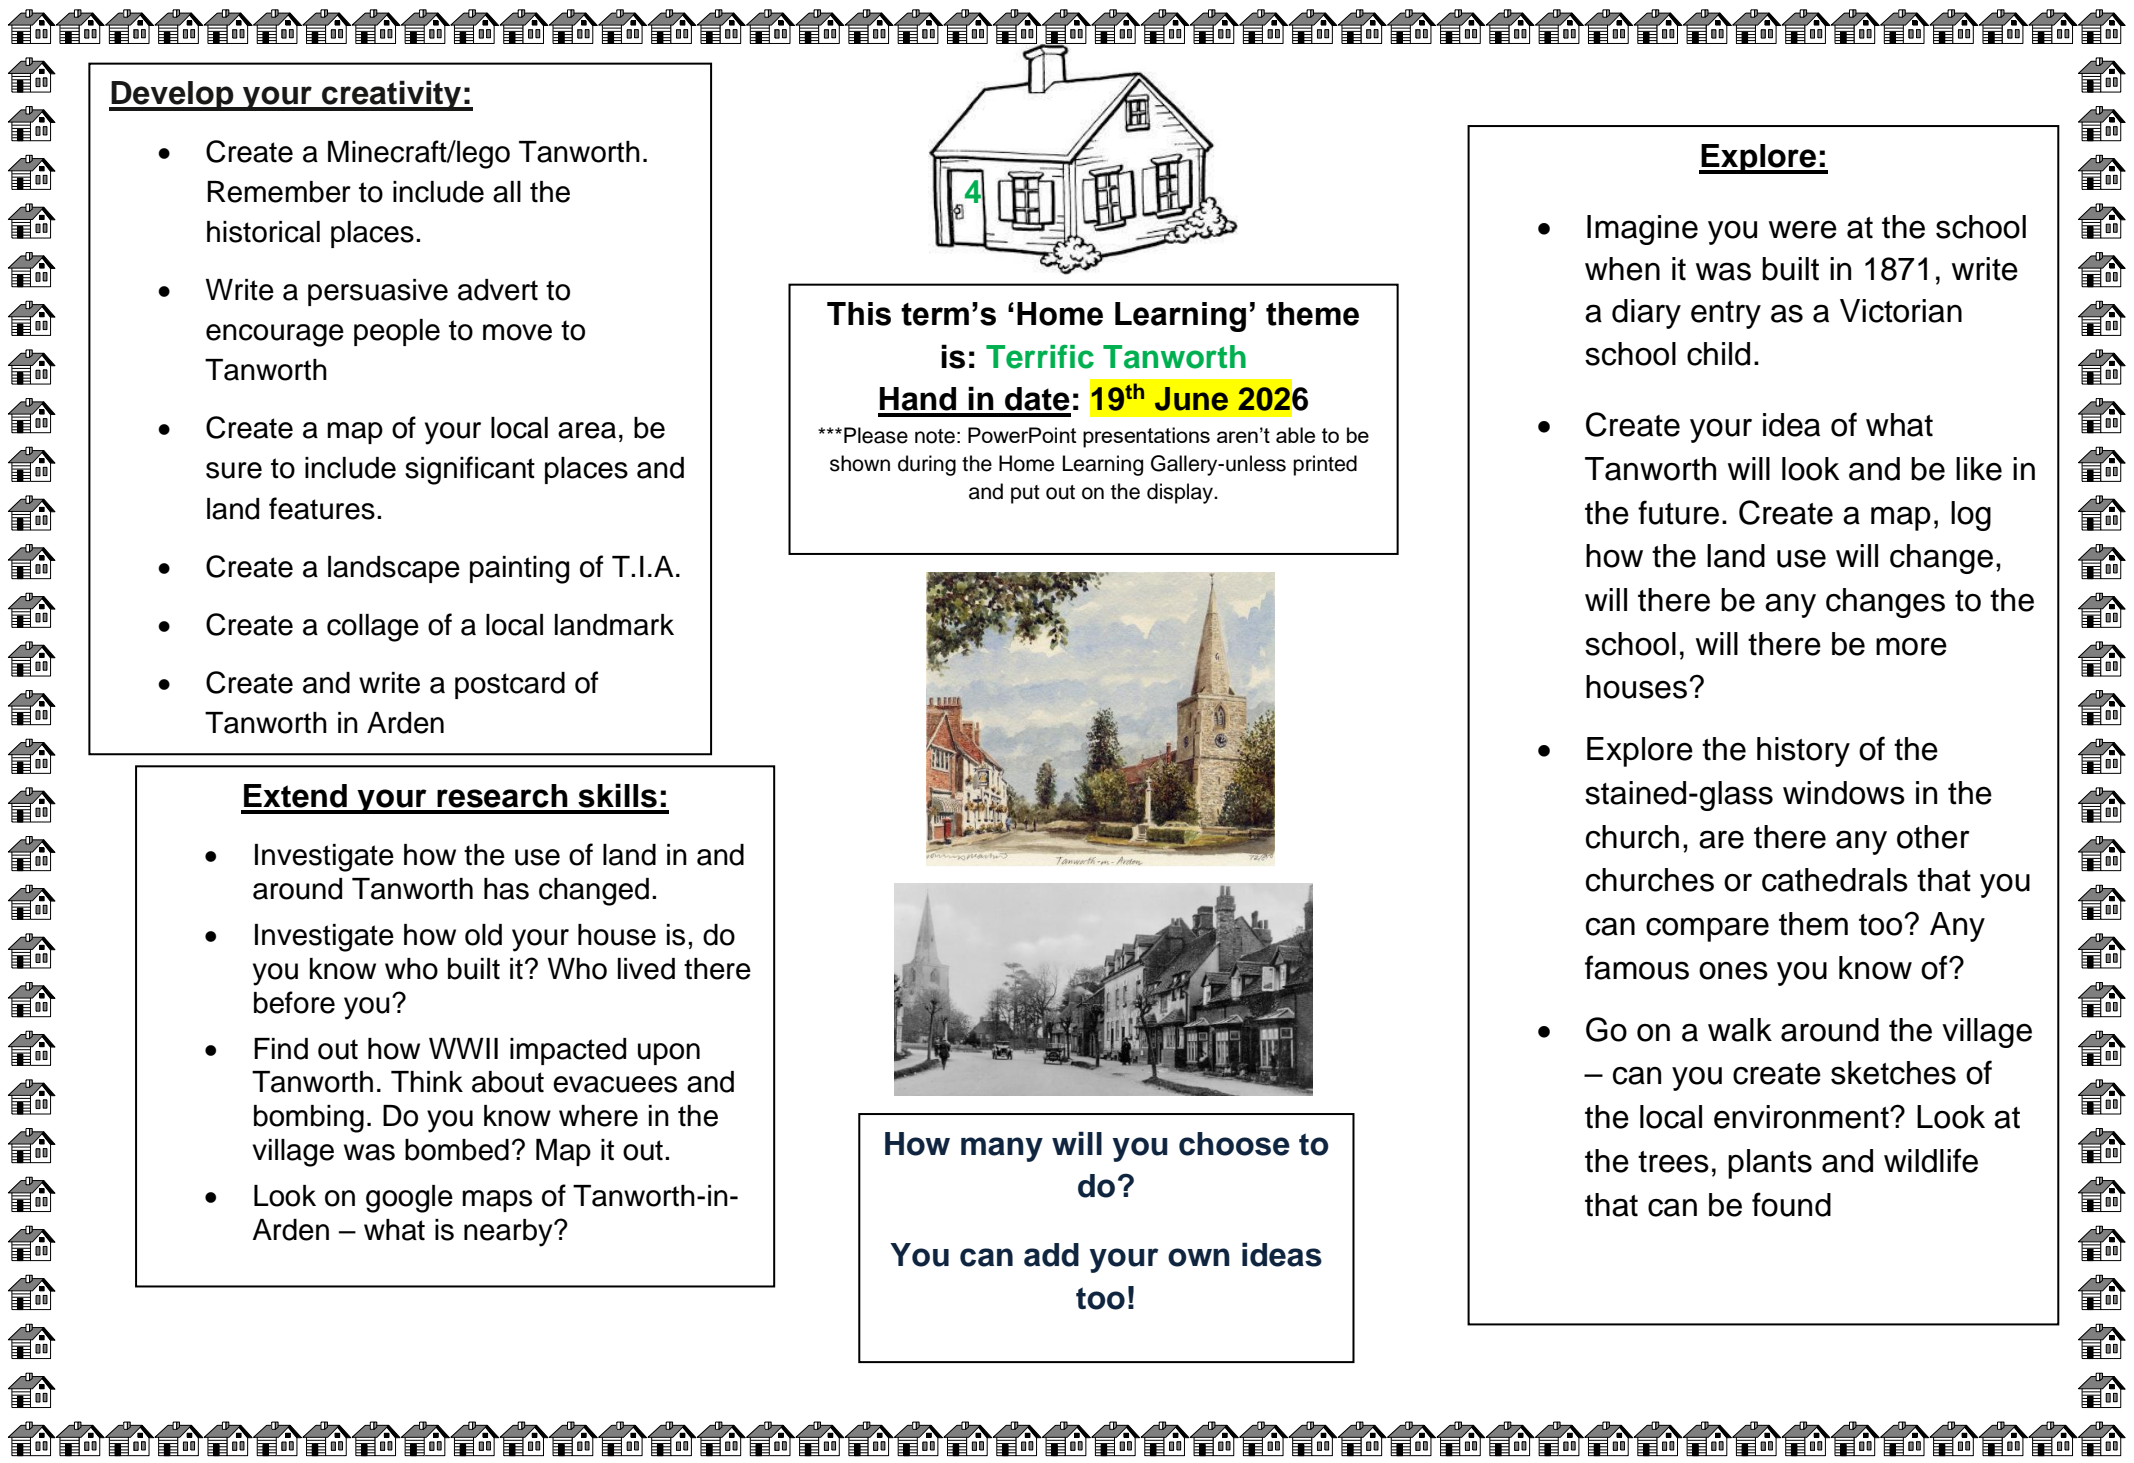 Develop your creativity:
• Create a Minecraft/lego Tanworth.
Remember to include all the
historical places.
• Write a persuasive advert to
encourage people to move to
Tanworth
• Create a map of your local area, be
sure to include significant places and
land features.
• Create a landscape painting of T.I.A.
• Create a collage of a local landmark
• Create and write a postcard of
Tanworth in Arden
Extend your research skills:
• Investigate how the use of land in and
around Tanworth has changed.
• Investigate how old your house is, do
you know who built it? Who lived there
before you?
• Find out how WWII impacted upon
Tanworth. Think about evacuees and
bombing. Do you know where in the
village was bombed? Map it out.
• Look on google maps of Tanworth-in-
Arden – what is nearby?
4
This term's 'Home Learning' theme
is: Terrific Tanworth
Hand in date: 19th June 2026
***Please note: PowerPoint presentations aren't able to be
shown during the Home Learning Gallery-unless printed
and put out on the display.
Tanworth-in-Arden
How many will you choose to
do?
You can add your own ideas
too!
Explore:
• Imagine you were at the school
when it was built in 1871, write
a diary entry as a Victorian
school child.
• Create your idea of what
Tanworth will look and be like in
the future. Create a map, log
how the land use will change,
will there be any changes to the
school, will there be more
houses?
• Explore the history of the
stained-glass windows in the
church, are there any other
churches or cathedrals that you
can compare them too? Any
famous ones you know of?
• Go on a walk around the village
– can you create sketches of
the local environment? Look at
the trees, plants and wildlife
that can be found